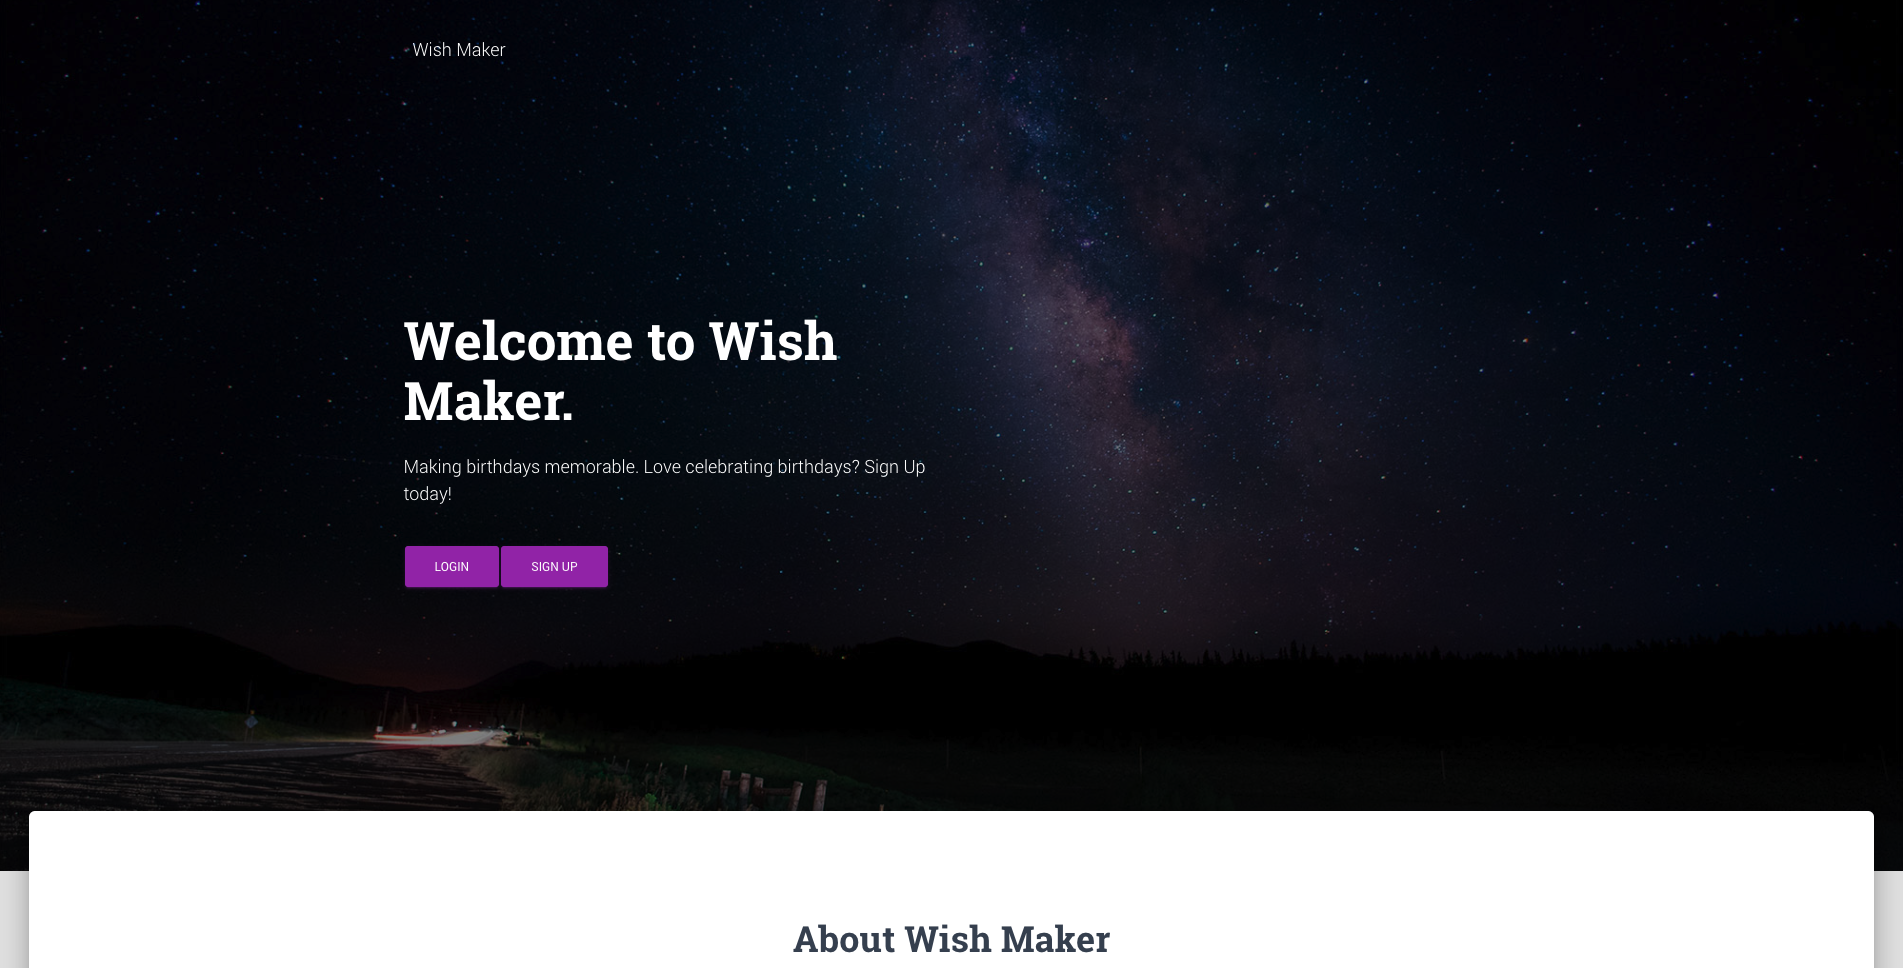 Wish Maker
Welcome to Wish
Maker.
Making birthdays memorable. Love celebrating birthdays? Sign Up
today!
LOGIN
SIGN UP
About Wish Maker